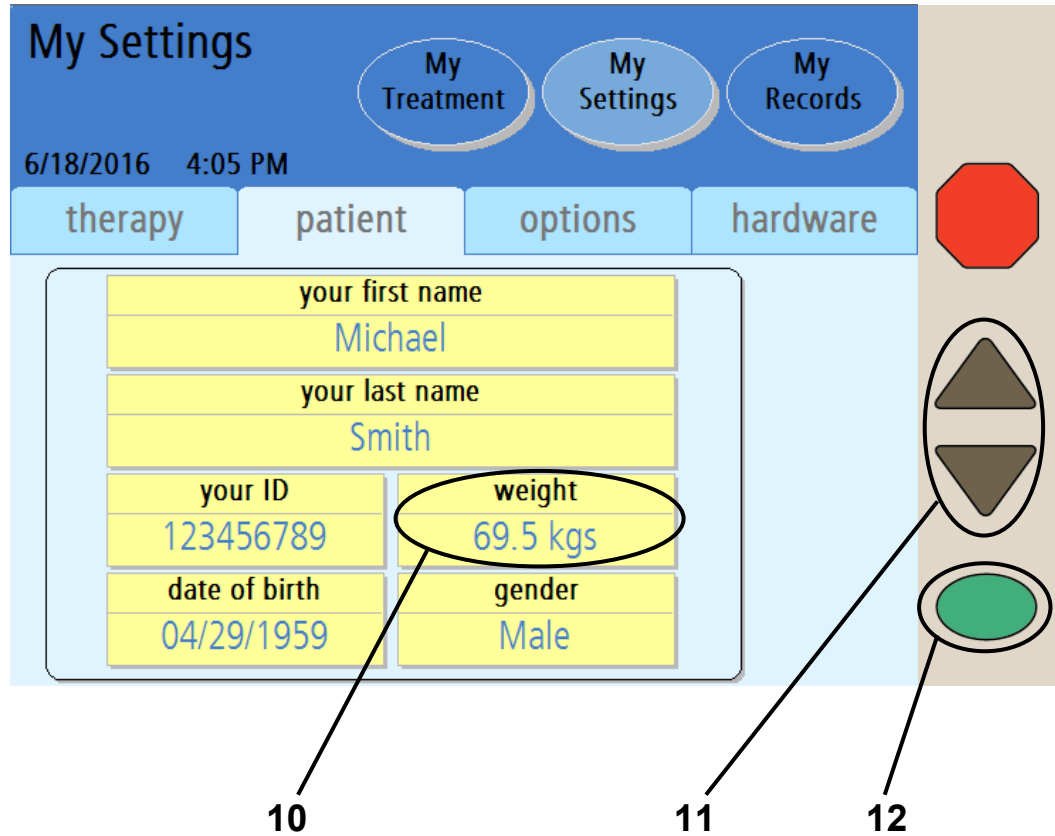 My Settings
My
Treatment
My
Settings
My
Records
6/18/2016 4:05 PM
therapy patient options hardware
your first name
Michael
your last name
Smith
your ID weight
123456789 69.5 kgs
date of birth gender
04/29/1959 Male
10 11 12